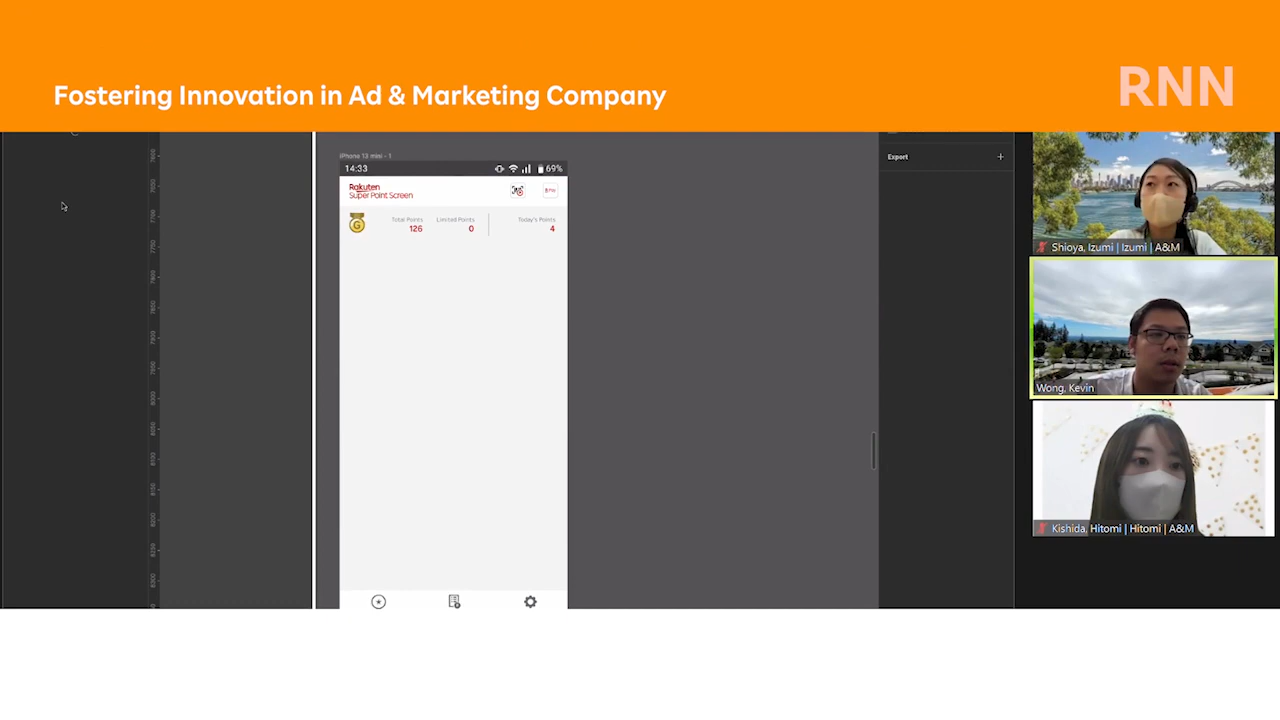 Fostering Innovation in Ad & Marketing Company
RNN
iPhone 13 mini - 1
14:33
69%
Rakuten
Super Point Screen
Total Points
126
Limited Points
0
Today's Points
4
G
Export
Shioya, Izumi | Izumi | A&M
Wong, Kevin
Kishida, Hitomi | Hitomi | A&M